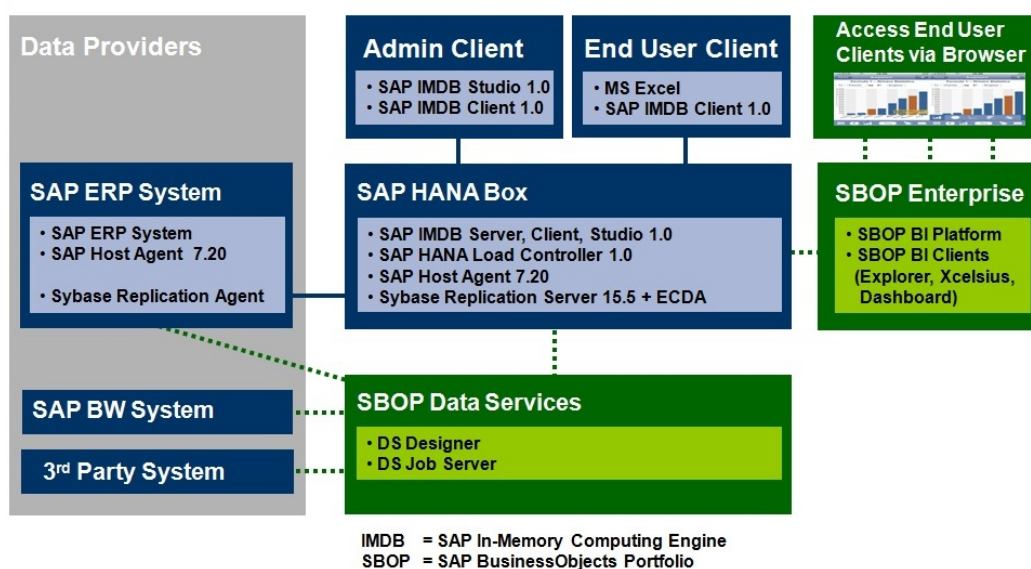 Data Providers
Admin Client
• SAP IMDB Studio 1.0
• SAP IMDB Client 1.0
End User Client
• MS Excel
• SAP IMDB Client 1.0
Access End User
Clients via Browser
SAP ERP System
• SAP ERP System
• SAP Host Agent 7.20
• Sybase Replication Agent
SAP HANA Box
• SAP IMDB Server, Client, Studio 1.0
• SAP HANA Load Controller 1.0
• SAP Host Agent 7.20
• Sybase Replication Server 15.5 + ECDA
SBOP Enterprise
• SBOP BI Platform
• SBOP BI Clients
(Explorer, Xcelsius,
Dashboard)
SAP BW System
3rd Party System
SBOP Data Services
• DS Designer
• DS Job Server
IMDB = SAP In-Memory Computing Engine
SBOP = SAP BusinessObjects Portfolio